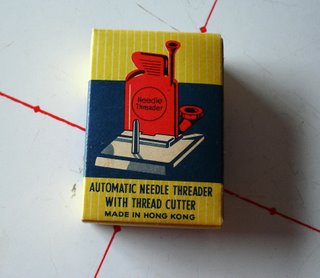 Needle
Threader
AUTOMATIC NEEDLE THREADER
WITH THREAD CUTTER
MADE IN HONG KONG